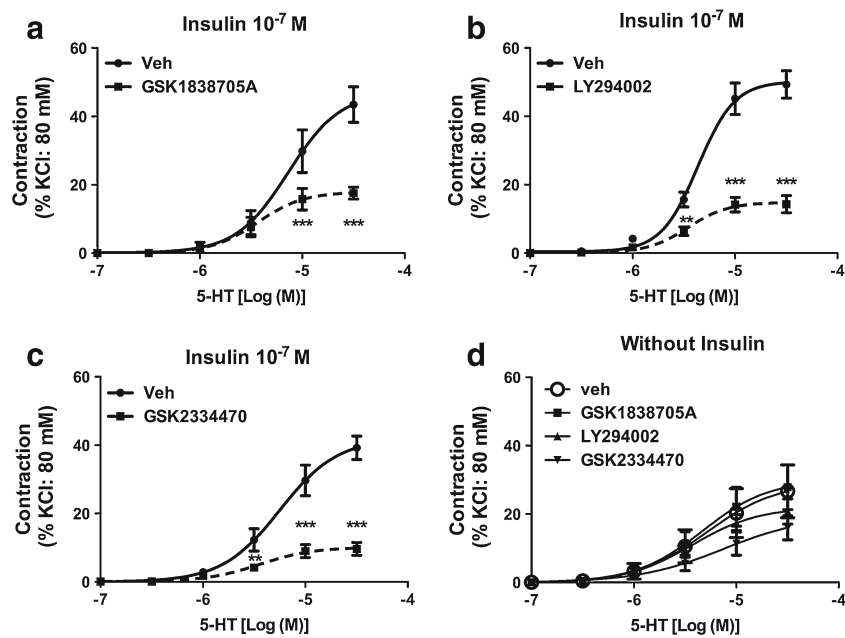 a
Insulin 10⁻⁷ M
60
40
20
0
Contraction
(% KCl: 80 mM)
Veh
GSK1838705A
***
***
-7
-6
-5
-4
5-HT [Log (M)]
b
Insulin 10⁻⁷ M
60
40
20
0
Contraction
(% KCl: 80 mM)
Veh
LY294002
**
***
***
-7
-6
-5
-4
5-HT [Log (M)]
c
Insulin 10⁻⁷ M
60
40
20
0
Contraction
(% KCl: 80 mM)
Veh
GSK2334470
**
***
***
-7
-6
-5
-4
5-HT [Log (M)]
d
Without Insulin
60
40
20
0
Contraction
(% KCl: 80 mM)
veh
GSK1838705A
LY294002
GSK2334470
-7
-6
-5
-4
5-HT [Log (M)]